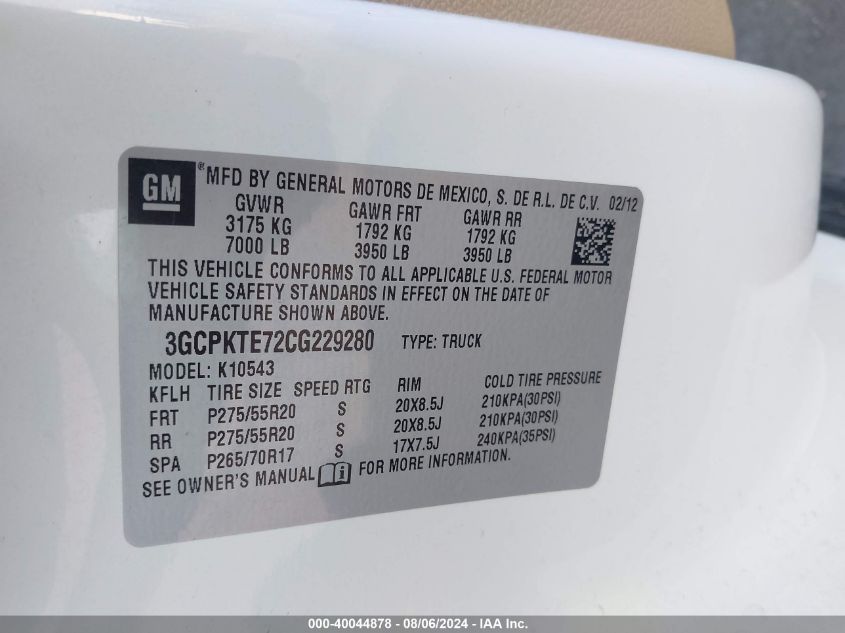 GM ® MFD BY GENERAL MOTORS DE MEXICO, S. DE R.L. DE C.V. 02/12
GVWR GAWR FRT GAWR RR
3175 KG 1792 KG 1792 KG
7000 LB 3950 LB 3950 LB
THIS VEHICLE CONFORMS TO ALL APPLICABLE U.S. FEDERAL MOTOR
VEHICLE SAFETY STANDARDS IN EFFECT ON THE DATE OF
MANUFACTURE SHOWN ABOVE.
3GCPKTE72CG229280 TYPE: TRUCK
MODEL: K10543
KFLH TIRE SIZE SPEED RTG RIM COLD TIRE PRESSURE
FRT P275/55R20 S 20X8.5J 210KPA(30PSI)
RR P275/55R20 S 20X8.5J 210KPA(30PSI)
SPA P265/70R17 S 17X7.5J 240KPA(35PSI)
SEE OWNER'S MANUAL FOR MORE INFORMATION.
000-40044878 - 08/06/2024 - IAA Inc.